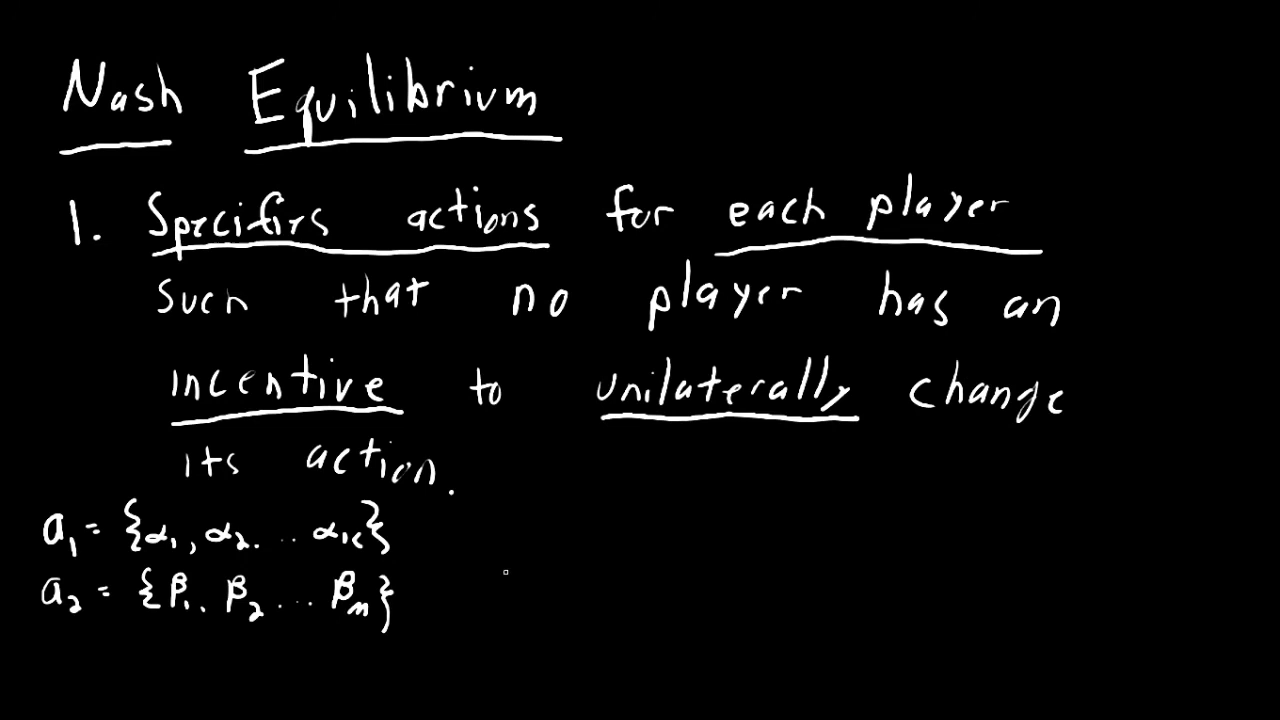 Nash Equilibrium
1. Specifies actions for each player
such that no player has an
incentive to unilaterally change
its action.
a₁ = {α₁, α₂. .. αₖ}
a₂ = {β₁. β₂ ... βₘ}